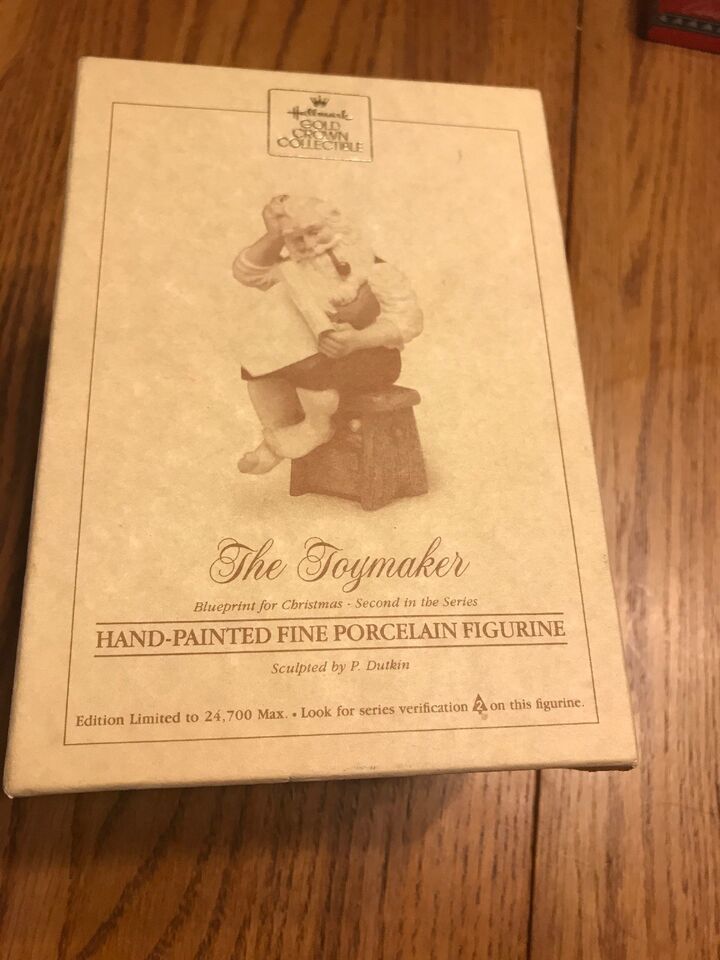 Hallmark
GOLD
CROWN
COLLECTIBLE
The Toymaker
Blueprint for Christmas - Second in the Series
HAND-PAINTED FINE PORCELAIN FIGURINE
Sculpted by P. Dutkin
Edition Limited to 24,700 Max. • Look for series verification 2 on this figurine.